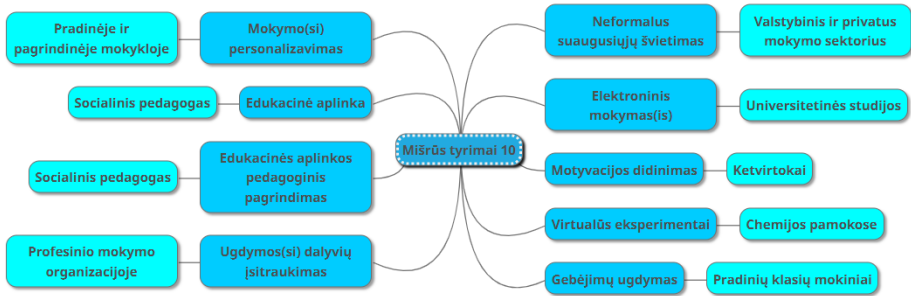 Pradinėje ir
pagrindinėje mokykloje
Mokymo(si)
personalizavimas
Socialinis pedagogas
Edukacinė aplinka
Socialinis pedagogas
Edukacinės aplinkos
pedagoginis
pagrindimas
Profesinio mokymo
organizacijoje
Ugdymos(si) dalyvių
įsitraukimas
Mišrūs tyrimai 10
Neformalus
suaugusiųjų švietimas
Valstybinis ir privatus
mokymo sektorius
Elektroninis
mokymas(is)
Universitetinės studijos
Motyvacijos didinimas
Ketvirtokai
Virtualūs eksperimentai
Chemijos pamokose
Gebėjimų ugdymas
Pradinių klasių mokiniai